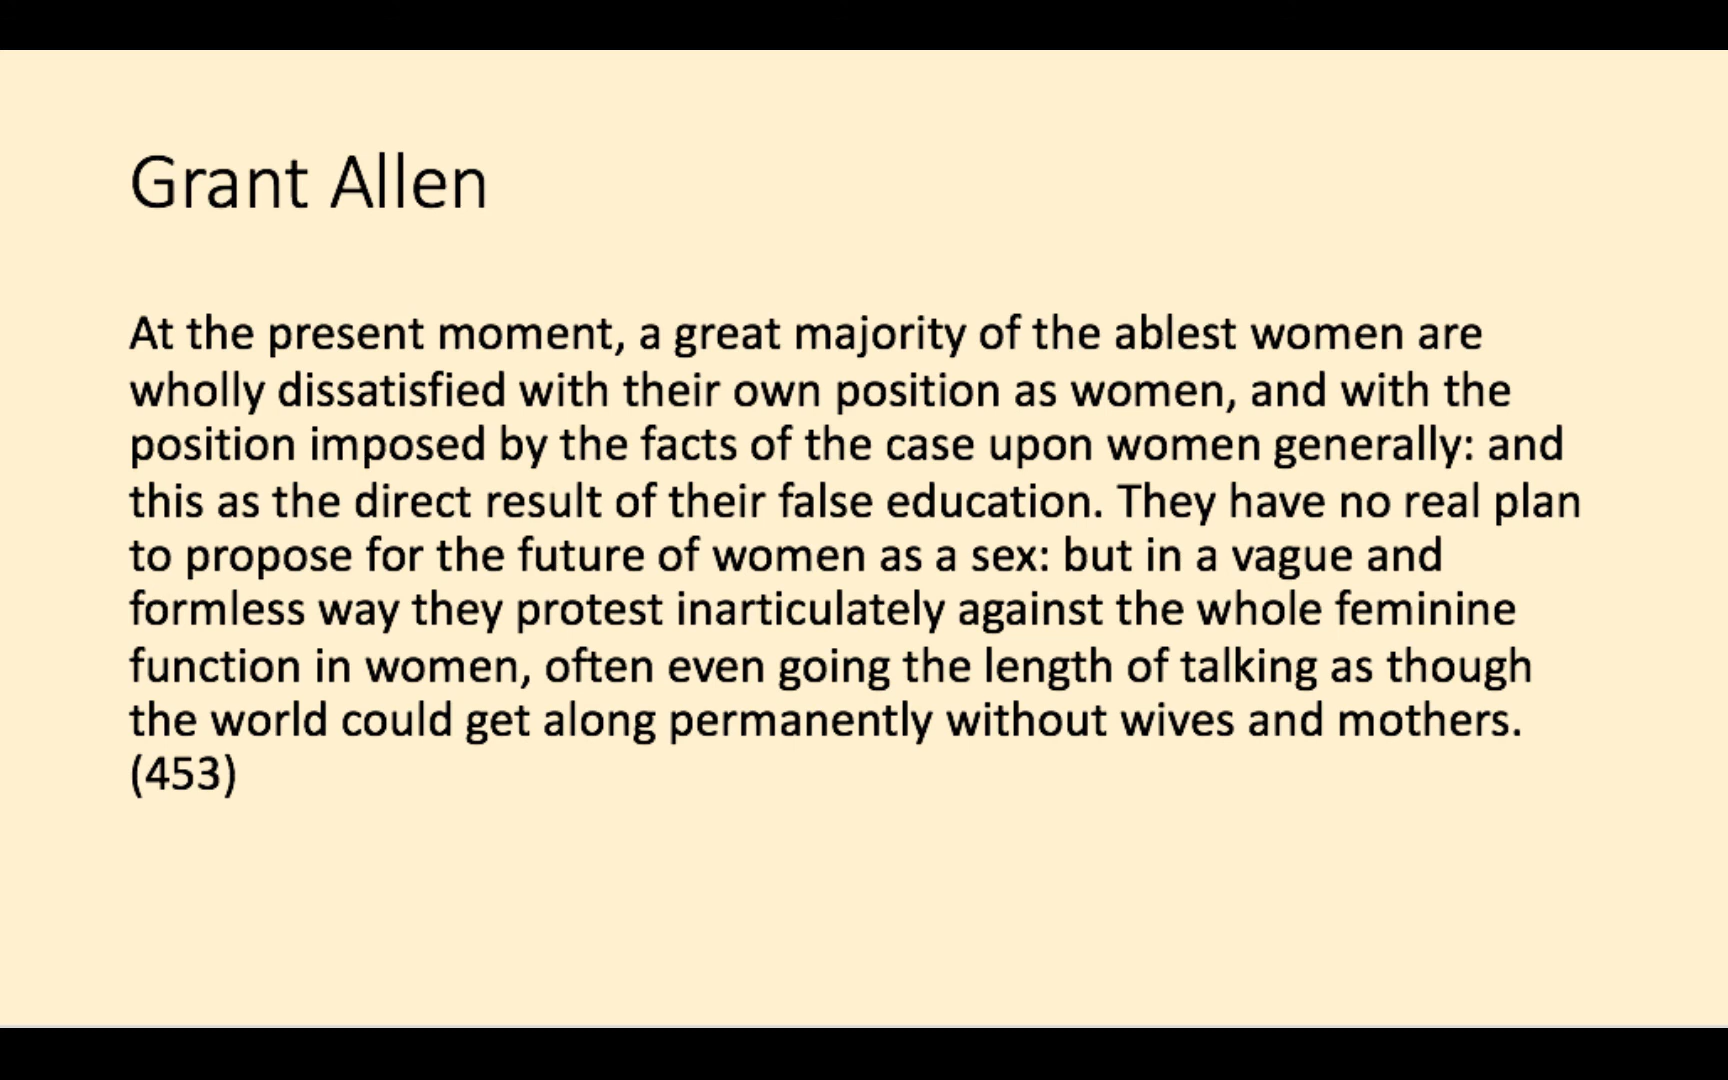 Grant Allen
At the present moment, a great majority of the ablest women are
wholly dissatisfied with their own position as women, and with the
position imposed by the facts of the case upon women generally: and
this as the direct result of their false education. They have no real plan
to propose for the future of women as a sex: but in a vague and
formless way they protest inarticulately against the whole feminine
function in women, often even going the length of talking as though
the world could get along permanently without wives and mothers.
(453)